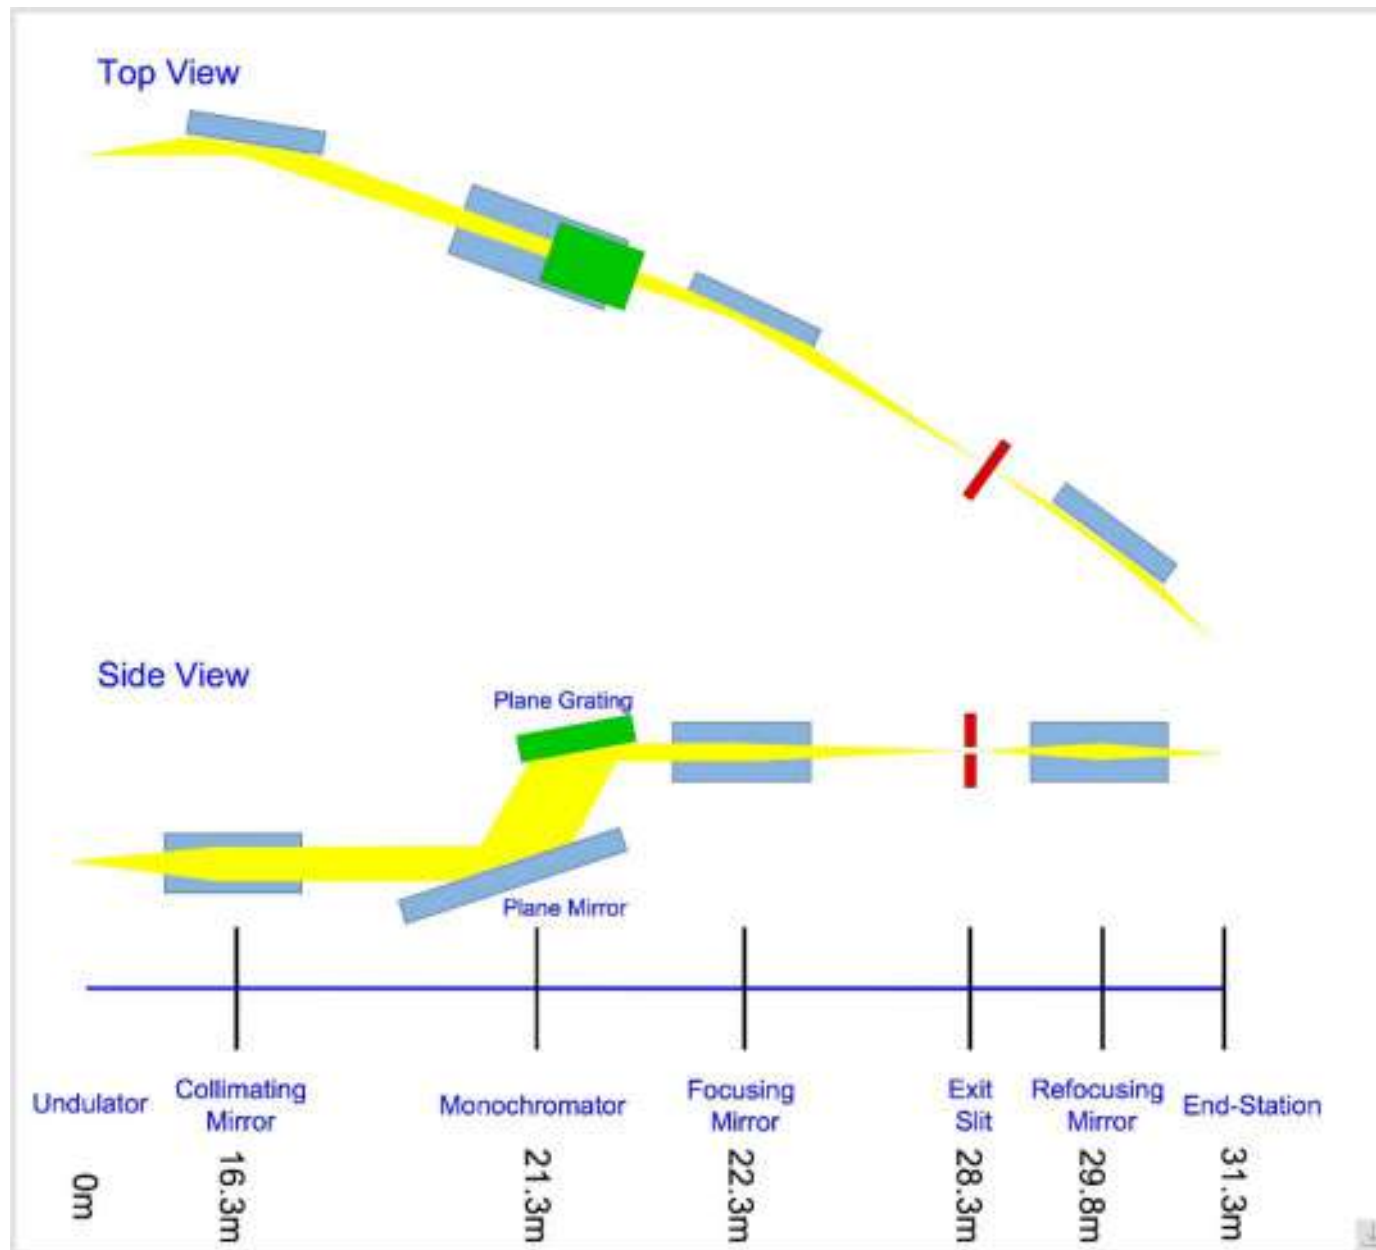 Top View
Side View
Plane Grating
Plane Mirror
Undulator
Collimating
Mirror
Monochromator
Focusing
Mirror
Exit
Slit
Refocusing
Mirror
End-Station
0m
16.3m
21.3m
22.3m
28.3m
29.8m
31.3m